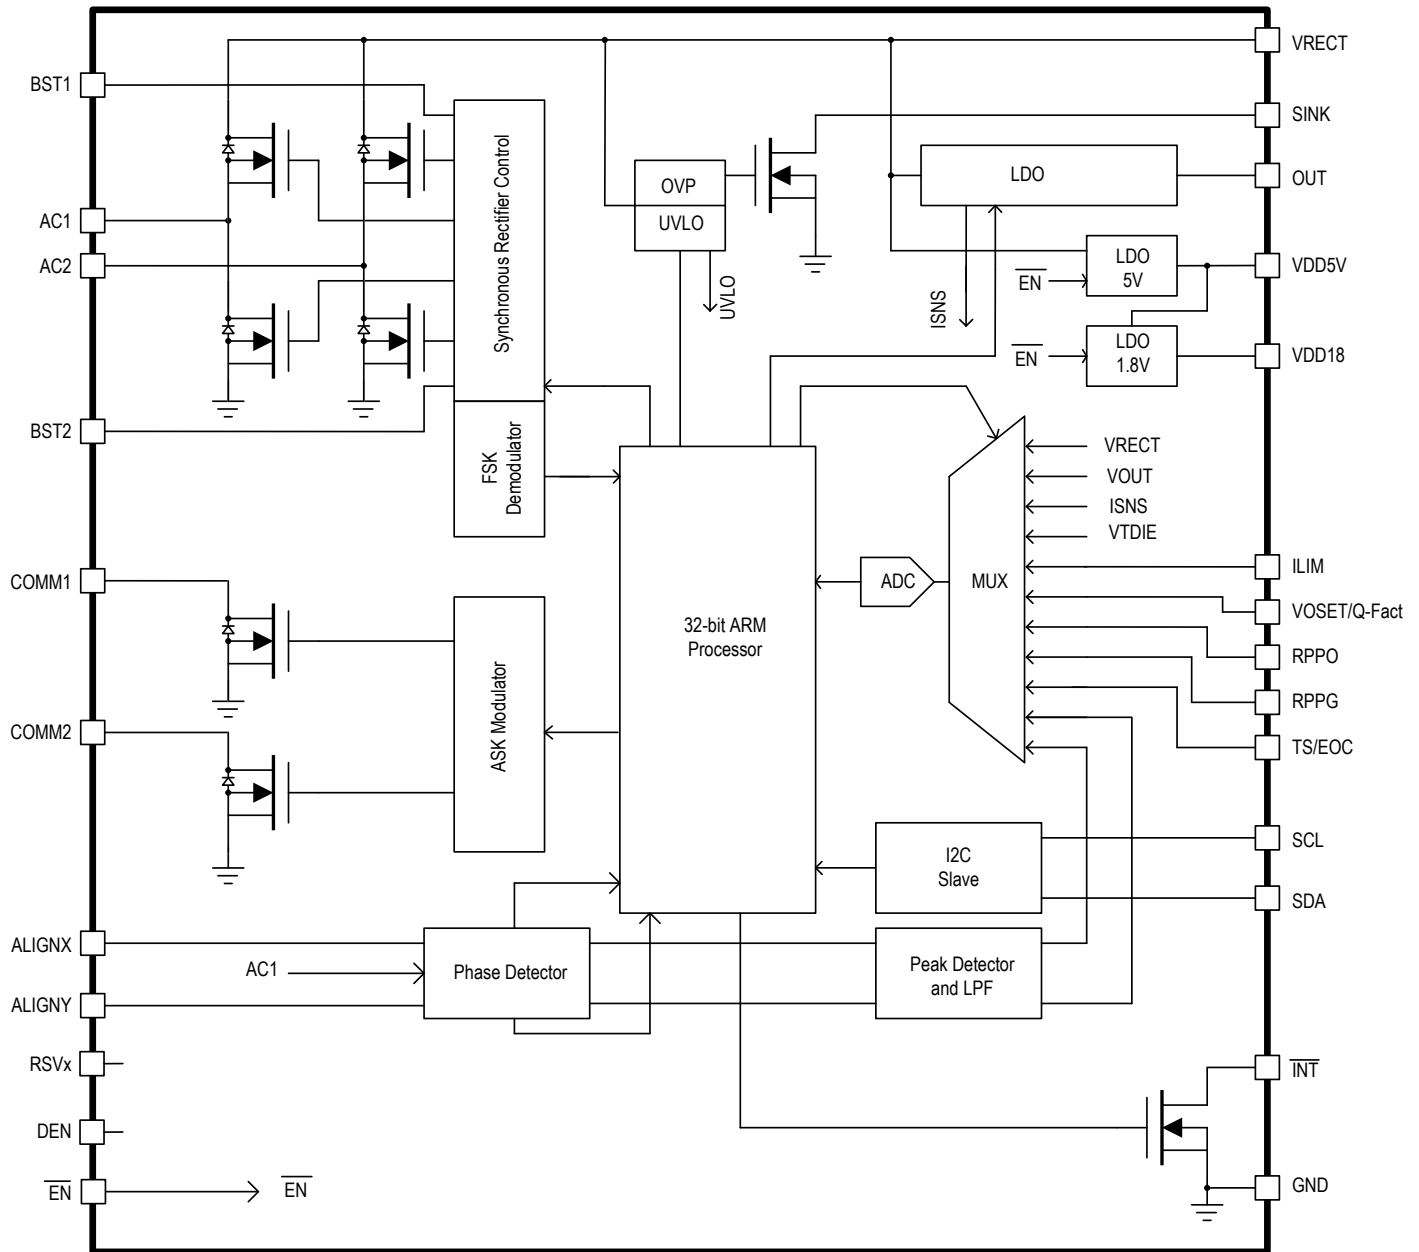 VRECT
BST1
SINK
Synchronous Rectifier Control
OVP
UVLO
LDO
OUT
AC1
AC2
UVLO
ISNS
EN
LDO
5V
VDD5V
EN
LDO
1.8V
VDD18
BST2
FSK
Demodulator
VRECT
VOUT
ISNS
VTDIE
COMM1
ADC
MUX
ILIM
VOSET/Q-Fact
32-bit ARM
Processor
RPPO
RPPG
ASK Modulator
COMM2
TS/EOC
I2C
Slave
SCL
SDA
ALIGNX
AC1
Phase Detector
Peak Detector
and LPF
ALIGNY
RSVx
INT
DEN
EN
EN
GND